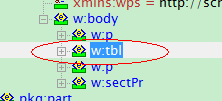 xmlns:wps = http://sc
w:body
w:p
w:tbl
w:p
w:sectPr
pkg:part